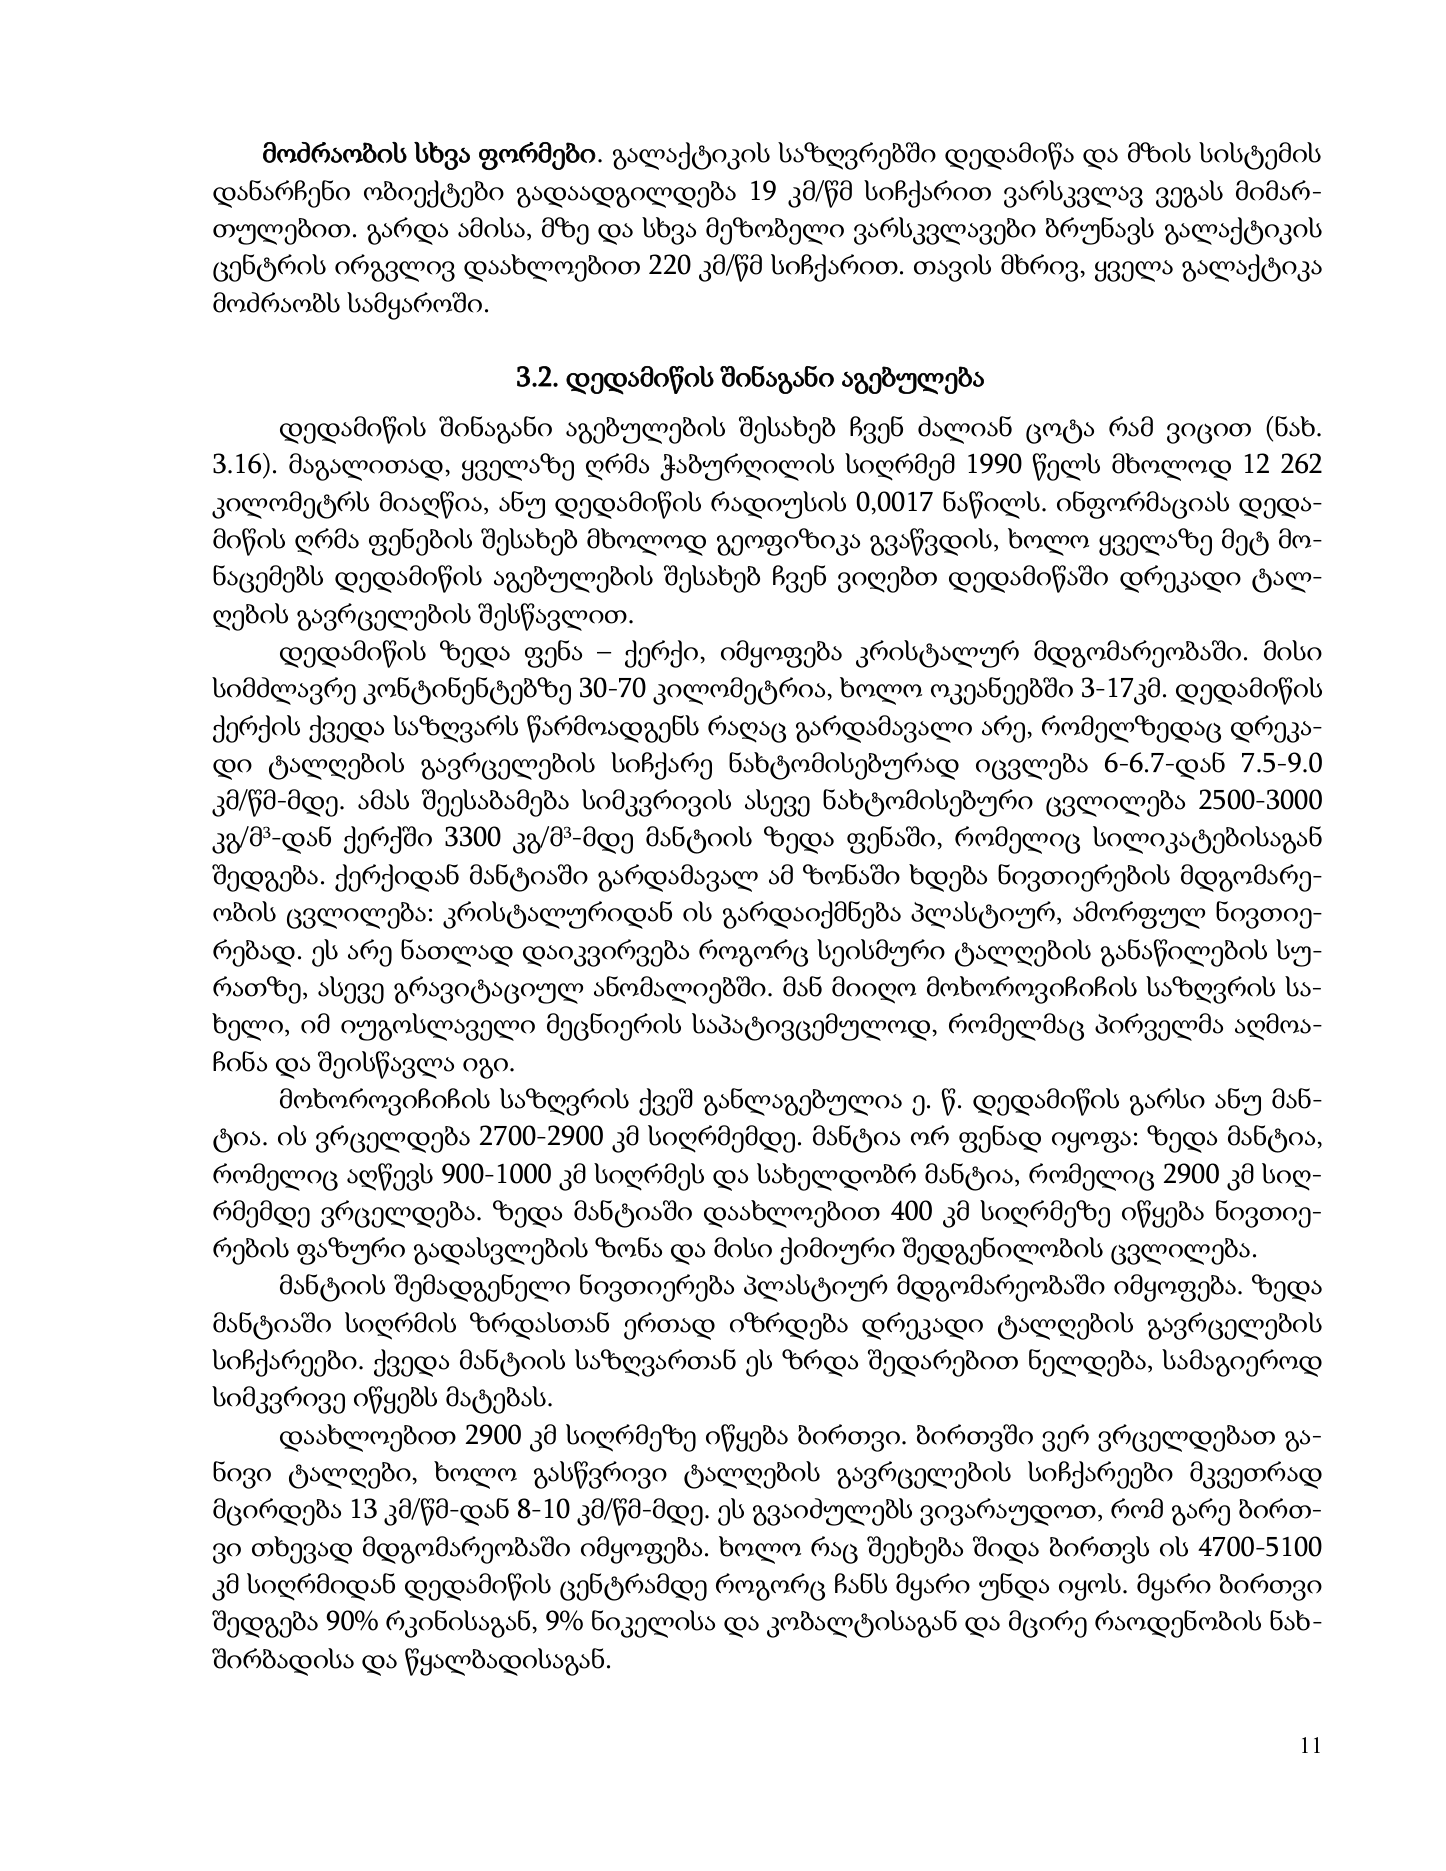 მოძრაობის სხვა ფორმები. გალაქტიკის საზღვრებში დედამიწა და მზის სისტემის
დანარჩენი ობიექტები გადაადგილდება 19 კმ/წმ სიჩქარით ვარსკვლავ ვეგას მიმარ-
თულებით. გარდა ამისა, მზე და სხვა მეზობელი ვარსკვლავები ბრუნავს გალაქტიკის
ცენტრის ირგვლივ დაახლოებით 220 კმ/წმ სიჩქარით. თავის მხრივ, ყველა გალაქტიკა
მოძრაობს სამყაროში.
3.2. დედამიწის შინაგანი აგებულება
დედამიწის შინაგანი აგებულების შესახებ ჩვენ ძალიან ცოტა რამ ვიცით (ნახ.
3.16). მაგალითად, ყველაზე ღრმა ჭაბურღილის სიღრმემ 1990 წელს მხოლოდ 12 262
კილომეტრს მიაღწია, ანუ დედამიწის რადიუსის 0,0017 ნაწილს. ინფორმაციას დედა-
მიწის ღრმა ფენების შესახებ მხოლოდ გეოფიზიკა გვაწვდის, ხოლო ყველაზე მეტ მო-
ნაცემებს დედამიწის აგებულების შესახებ ჩვენ ვიღებთ დედამიწაში დრეკადი ტალ-
ღების გავრცელების შესწავლით.
დედამიწის ზედა ფენა – ქერქი, იმყოფება კრისტალურ მდგომარეობაში. მისი
სიმძლავრე კონტინენტებზე 30-70 კილომეტრია, ხოლო ოკეანეებში 3-17კმ. დედამიწის
ქერქის ქვედა საზღვარს წარმოადგენს რაღაც გარდამავალი არე, რომელზედაც დრეკა-
დი ტალღების გავრცელების სიჩქარე ნახტომისებურად იცვლება 6-6.7-დან 7.5-9.0
კმ/წმ-მდე. ამას შეესაბამება სიმკვრივის ასევე ნახტომისებური ცვლილება 2500-3000
კგ/მ³-დან ქერქში 3300 კგ/მ³-მდე მანტიის ზედა ფენაში, რომელიც სილიკატებისაგან
შედგება. ქერქიდან მანტიაში გარდამავალ ამ ზონაში ხდება ნივთიერების მდგომარე-
ობის ცვლილება: კრისტალურიდან ის გარდაიქმნება პლასტიურ, ამორფულ ნივთიე-
რებად. ეს არე ნათლად დაიკვირვება როგორც სეისმური ტალღების განაწილების სუ-
რათზე, ასევე გრავიტაციულ ანომალიებში. მან მიიღო მოხოროვიჩიჩის საზღვრის სა-
ხელი, იმ იუგოსლაველი მეცნიერის საპატივცემულოდ, რომელმაც პირველმა აღმოა-
ჩინა და შეისწავლა იგი.
მოხოროვიჩიჩის საზღვრის ქვეშ განლაგებულია ე. წ. დედამიწის გარსი ანუ მან-
ტია. ის ვრცელდება 2700-2900 კმ სიღრმემდე. მანტია ორ ფენად იყოფა: ზედა მანტია,
რომელიც აღწევს 900-1000 კმ სიღრმეს და სახელდობრ მანტია, რომელიც 2900 კმ სიღ-
რმემდე ვრცელდება. ზედა მანტიაში დაახლოებით 400 კმ სიღრმეზე იწყება ნივთიე-
რების ფაზური გადასვლების ზონა და მისი ქიმიური შედგენილობის ცვლილება.
მანტიის შემადგენელი ნივთიერება პლასტიურ მდგომარეობაში იმყოფება. ზედა
მანტიაში სიღრმის ზრდასთან ერთად იზრდება დრეკადი ტალღების გავრცელების
სიჩქარეები. ქვედა მანტიის საზღვართან ეს ზრდა შედარებით ნელდება, სამაგიეროდ
სიმკვრივე იწყებს მატებას.
დაახლოებით 2900 კმ სიღრმეზე იწყება ბირთვი. ბირთვში ვერ ვრცელდებათ გა-
ნივი ტალღები, ხოლო გასწვრივი ტალღების გავრცელების სიჩქარეები მკვეთრად
მცირდება 13 კმ/წმ-დან 8-10 კმ/წმ-მდე. ეს გვაიძულებს ვივარაუდოთ, რომ გარე ბირთ-
ვი თხევად მდგომარეობაში იმყოფება. ხოლო რაც შეეხება შიდა ბირთვს ის 4700-5100
კმ სიღრმიდან დედამიწის ცენტრამდე როგორც ჩანს მყარი უნდა იყოს. მყარი ბირთვი
შედგება 90% რკინისაგან, 9% ნიკელისა და კობალტისაგან და მცირე რაოდენობის ნახ-
შირბადისა და წყალბადისაგან.
11